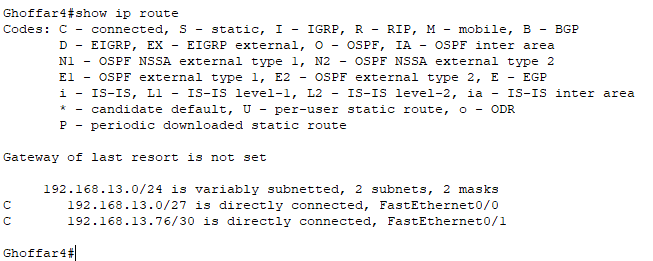 Ghoffar4#show ip route
Codes: C - connected, S - static, I - IGRP, R - RIP, M - mobile, B - BGP
       D - EIGRP, EX - EIGRP external, O - OSPF, IA - OSPF inter area
       N1 - OSPF NSSA external type 1, N2 - OSPF NSSA external type 2
       E1 - OSPF external type 1, E2 - OSPF external type 2, E - EGP
       i - IS-IS, L1 - IS-IS level-1, L2 - IS-IS level-2, ia - IS-IS inter area
       * - candidate default, U - per-user static route, o - ODR
       P - periodic downloaded static route

Gateway of last resort is not set

     192.168.13.0/24 is variably subnetted, 2 subnets, 2 masks
C       192.168.13.0/27 is directly connected, FastEthernet0/0
C       192.168.13.76/30 is directly connected, FastEthernet0/1

Ghoffar4#